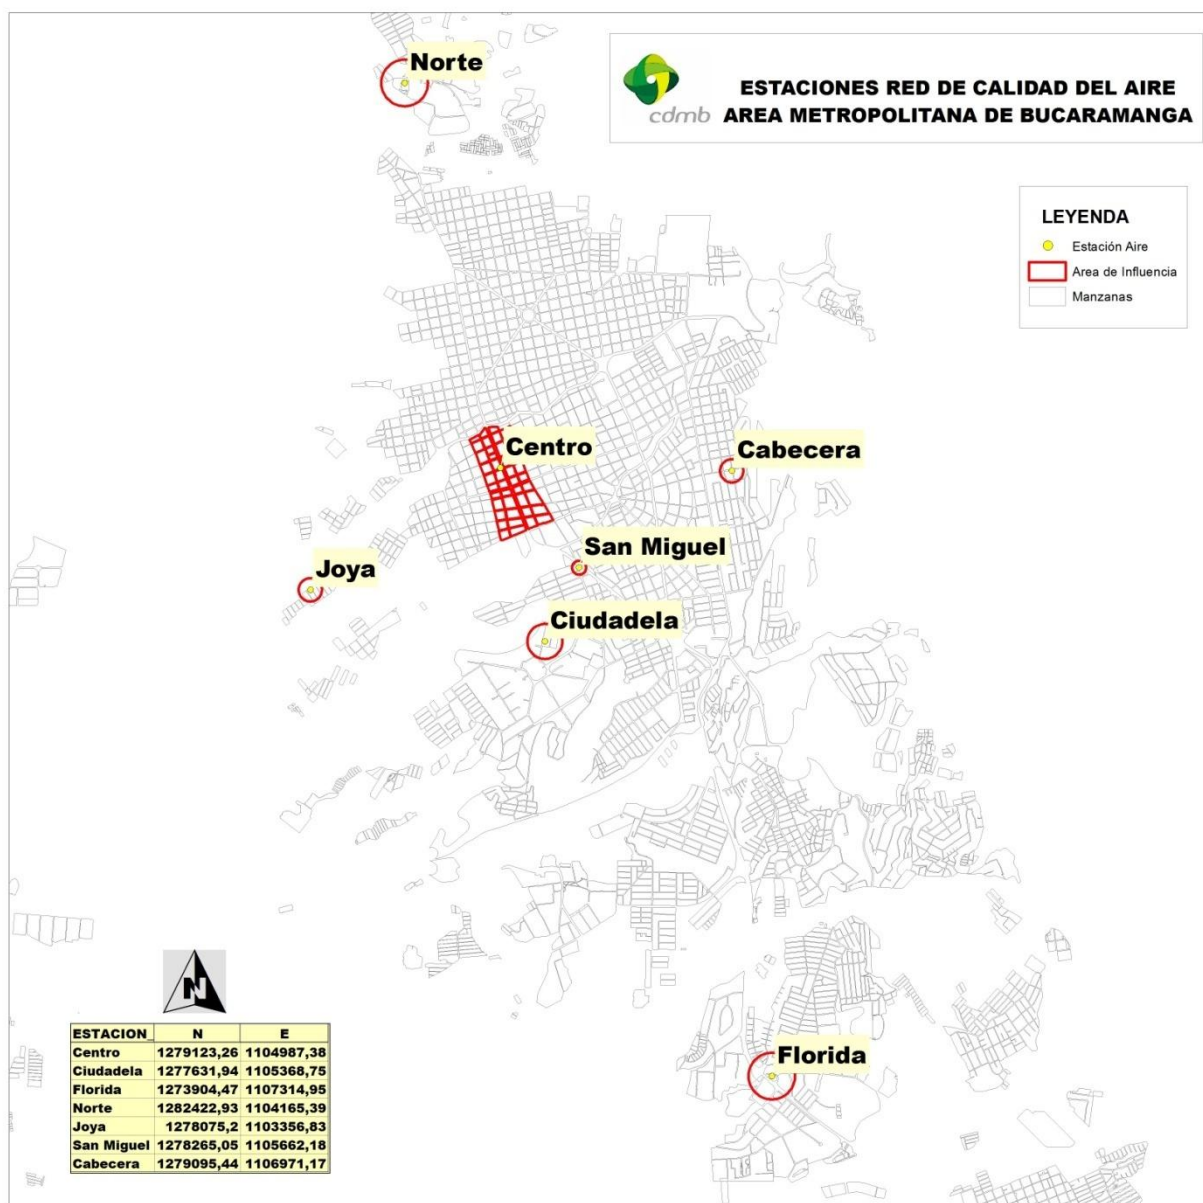 Norte
ESTACIONES RED DE CALIDAD DEL AIRE
cdmb AREA METROPOLITANA DE BUCARAMANGA
LEYENDA
Estación Aire
Area de Influencia
Manzanas
Centro
Cabecera
San Miguel
Joya
Ciudadela
N
Florida
ESTACION_ N E
Centro 1279123,26 1104987,38
Ciudadela 1277631,94 1105368,75
Florida 1273904,47 1107314,95
Norte 1282422,93 1104165,39
Joya 1278075,2 1103356,83
San Miguel 1278265,05 1105662,18
Cabecera 1279095,44 1106971,17